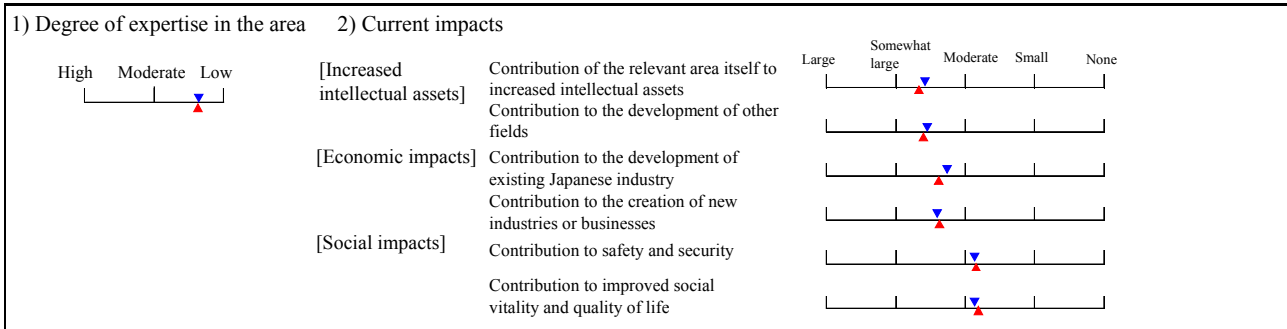 1) Degree of expertise in the area 2) Current impacts
High Moderate Low
[Increased
intellectual assets]
Contribution of the relevant area itself to
increased intellectual assets
Large Somewhat
large Moderate Small None
Contribution to the development of other
fields
[Economic impacts] Contribution to the development of
existing Japanese industry
Contribution to the creation of new
industries or businesses
[Social impacts]
Contribution to safety and security
Contribution to improved social
vitality and quality of life